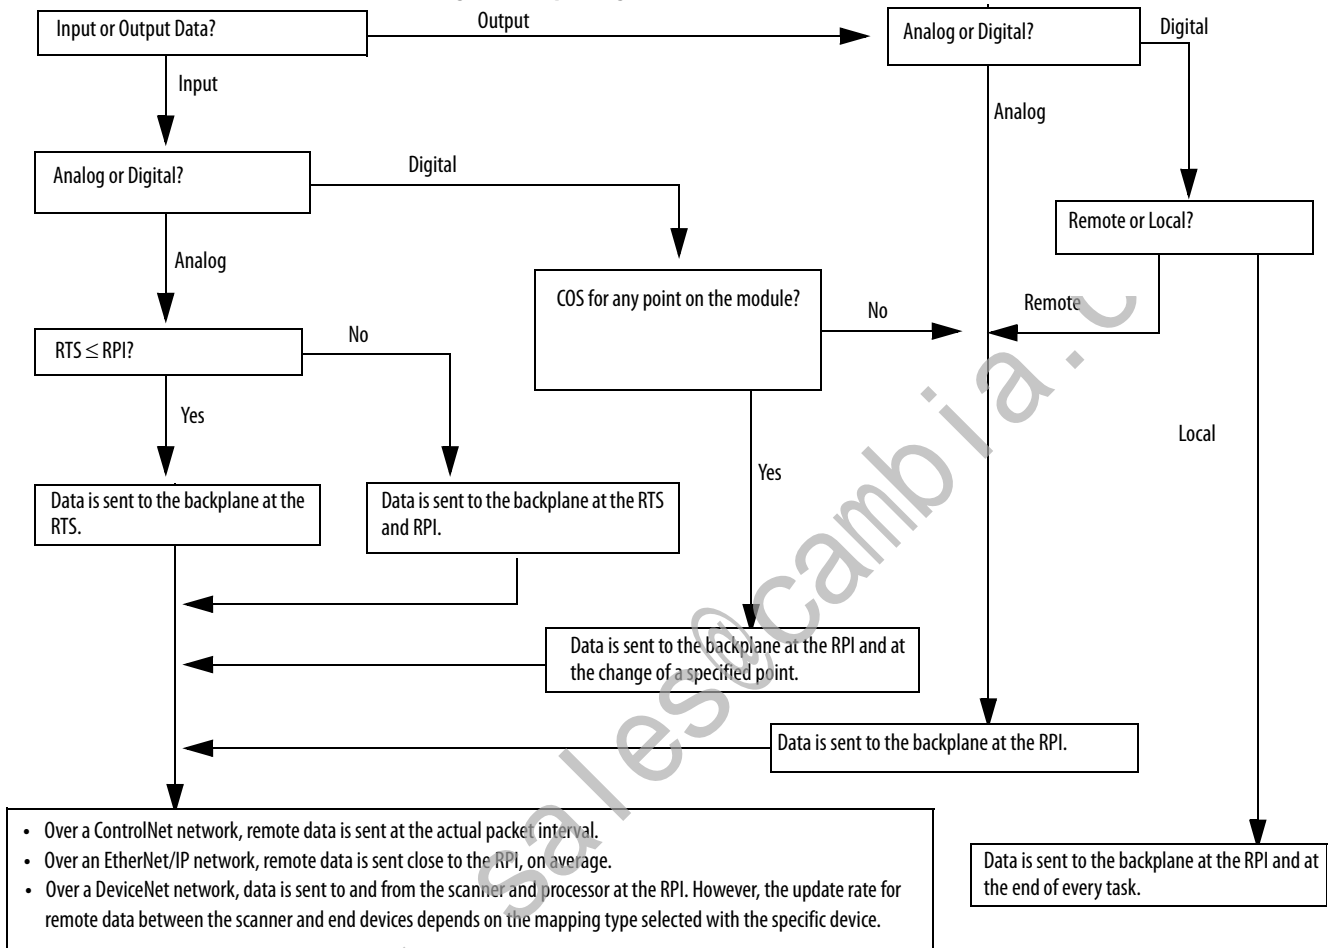 Input or Output Data?
Output
Analog or Digital?
Digital
Input
Analog
Analog or Digital?
Digital
Remote or Local?
Analog
COS for any point on the module?
No
Remote
RTS ≤ RPI?
No
Yes
Local
Yes
Data is sent to the backplane at the
RTS.
Data is sent to the backplane at the RTS
and RPI.
Data is sent to the backplane at the RPI and at
the change of a specified point.
Data is sent to the backplane at the RPI.
• Over a ControlNet network, remote data is sent at the actual packet interval.
• Over an EtherNet/IP network, remote data is sent close to the RPI, on average.
• Over a DeviceNet network, data is sent to and from the scanner and processor at the RPI. However, the update rate for
remote data between the scanner and end devices depends on the mapping type selected with the specific device.
Data is sent to the backplane at the RPI and at
the end of every task.
sales@cambia.